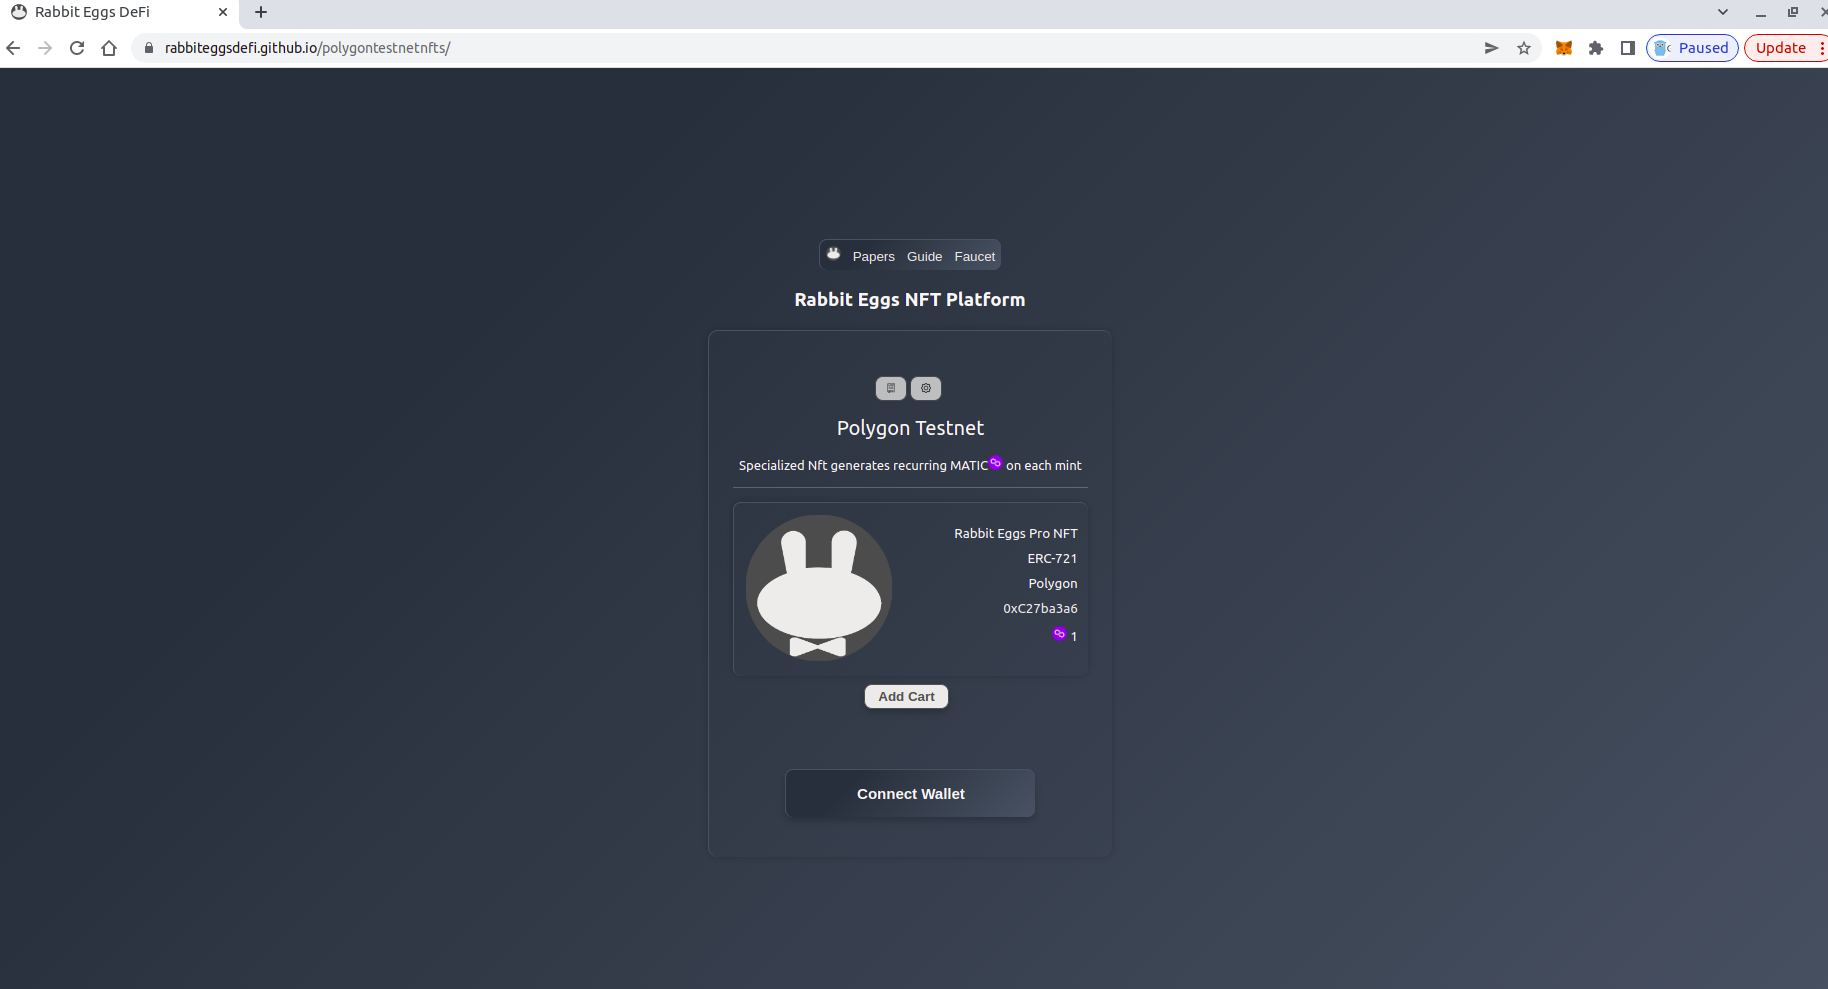 Rabbit Eggs DeFi
rabbiteggsdefi.github.io/polygontestnetnfts/
Paused
Update
Papers Guide Faucet
Rabbit Eggs NFT Platform
Polygon Testnet
Specialized Nft generates recurring MATIC on each mint
Rabbit Eggs Pro NFT
ERC-721
Polygon
0xC27ba3a6
1
Add Cart
Connect Wallet